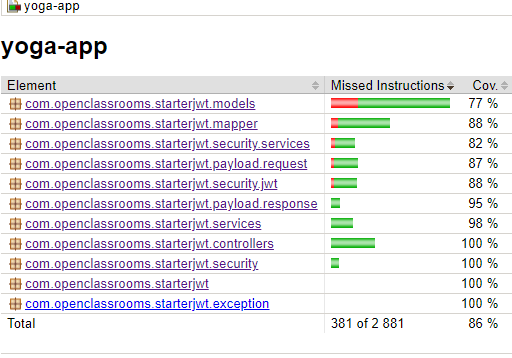 yoga-app
yoga-app
Element Missed Instructions Cov.
com.openclassrooms.starterjwt.models 77 %
com.openclassrooms.starterjwt.mapper 88 %
com.openclassrooms.starterjwt.security.services 82 %
com.openclassrooms.starterjwt.payload.request 87 %
com.openclassrooms.starterjwt.security.jwt 88 %
com.openclassrooms.starterjwt.payload.response 95 %
com.openclassrooms.starterjwt.services 98 %
com.openclassrooms.starterjwt.controllers 100 %
com.openclassrooms.starterjwt.security 100 %
com.openclassrooms.starterjwt 100 %
com.openclassrooms.starterjwt.exception 100 %
Total 381 of 2 881 86 %